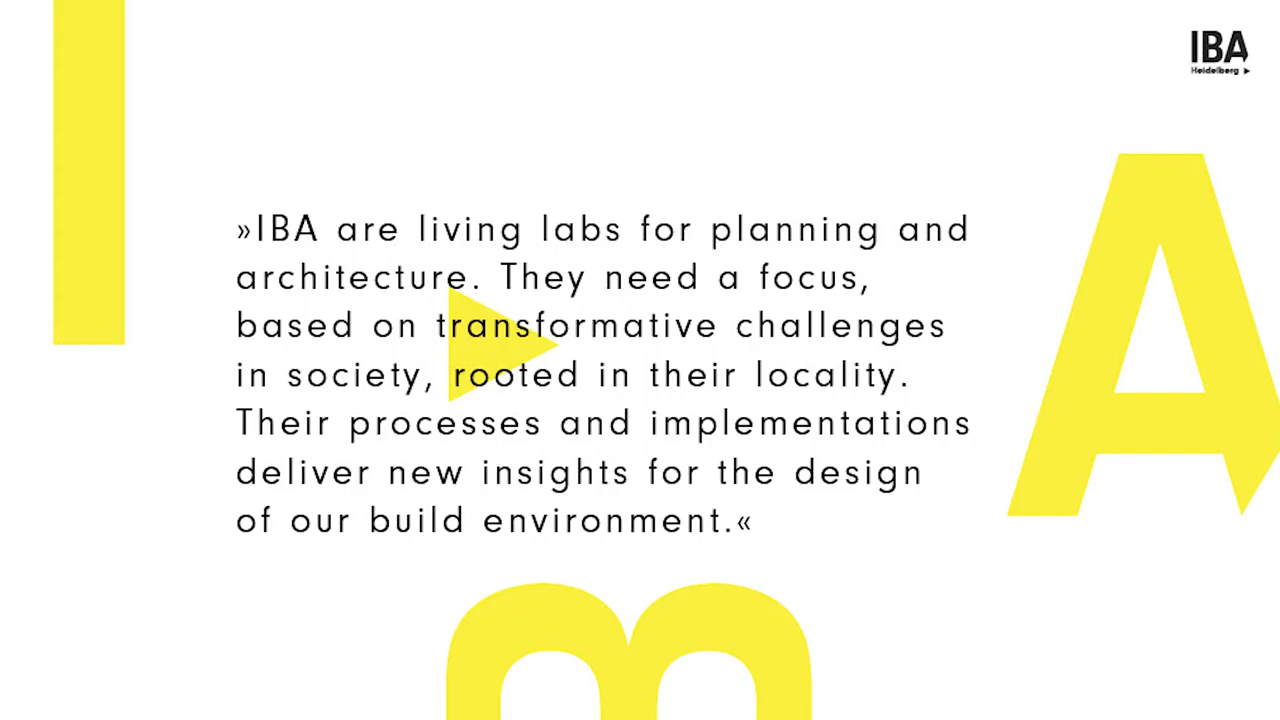 IBA
Heidelberg
»IBA are living labs for planning and
architecture. They need a focus,
based on transformative challenges
in society, rooted in their locality.
Their processes and implementations
deliver new insights for the design
of our build environment.«
I
B
A